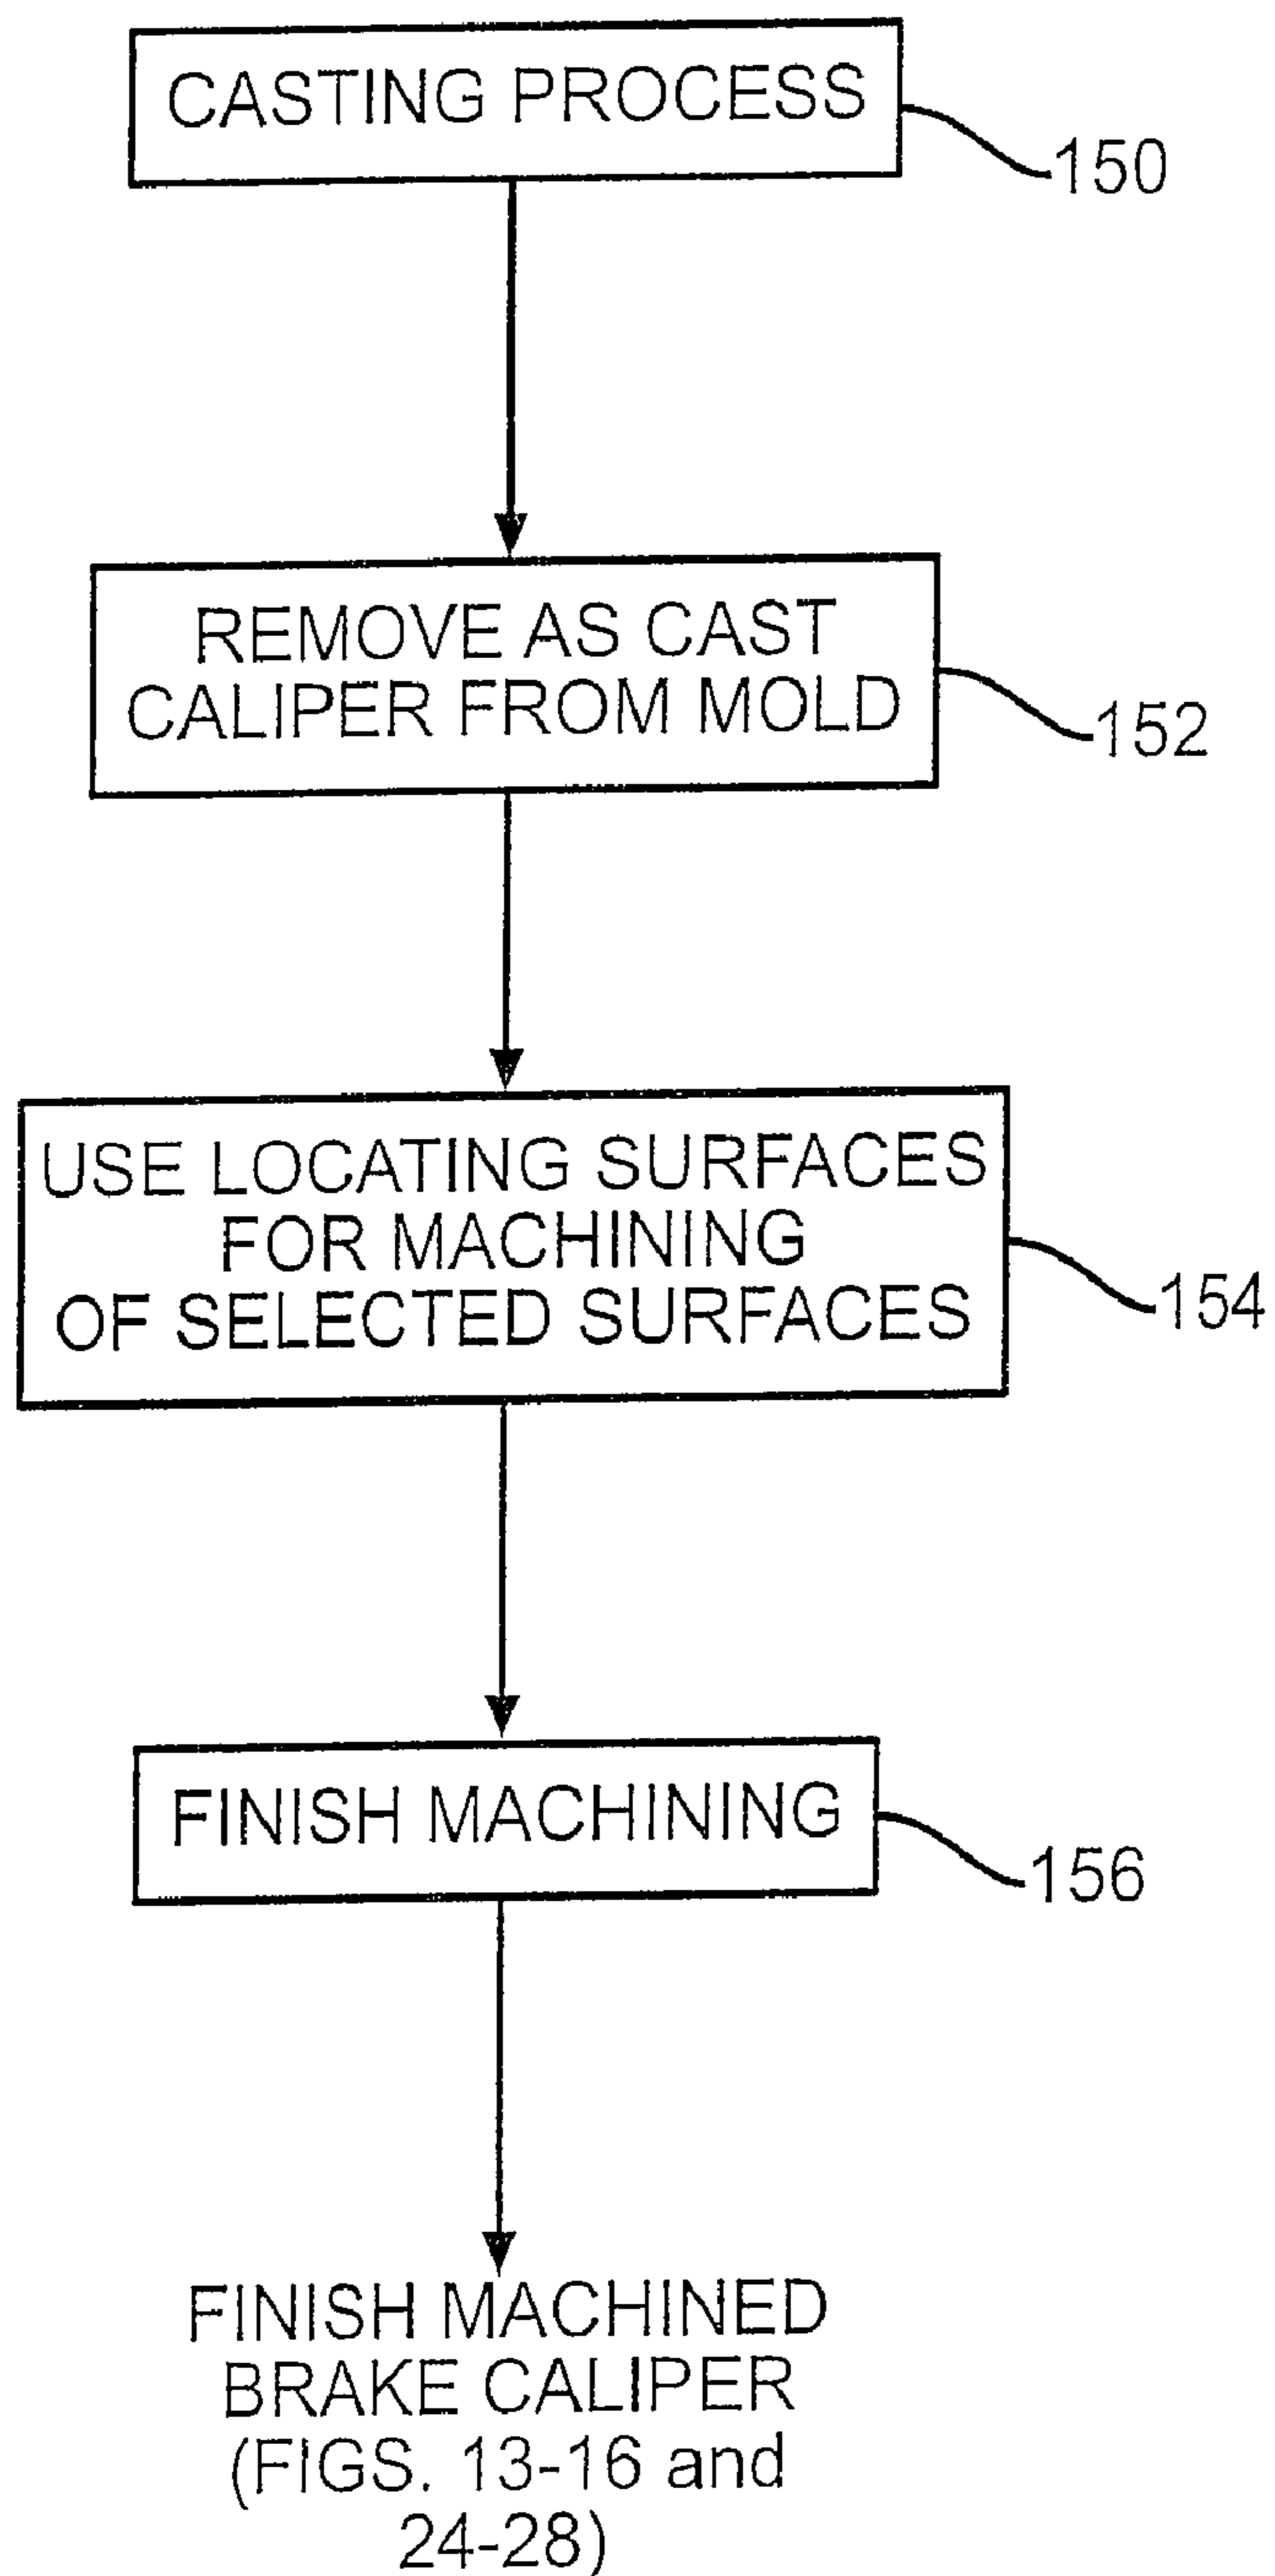 CASTING PROCESS
150
REMOVE AS CAST
CALIPER FROM MOLD
152
USE LOCATING SURFACES
FOR MACHINING
OF SELECTED SURFACES
154
FINISH MACHINING
156
FINISH MACHINED
BRAKE CALIPER
(FIGS. 13-16 and
24-28)